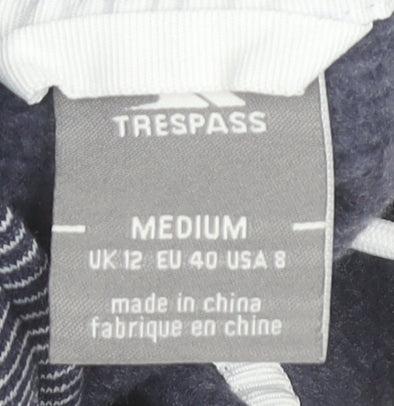 TRESPASS
MEDIUM
UK 12 EU 40 USA 8
made in china
fabrique en chine